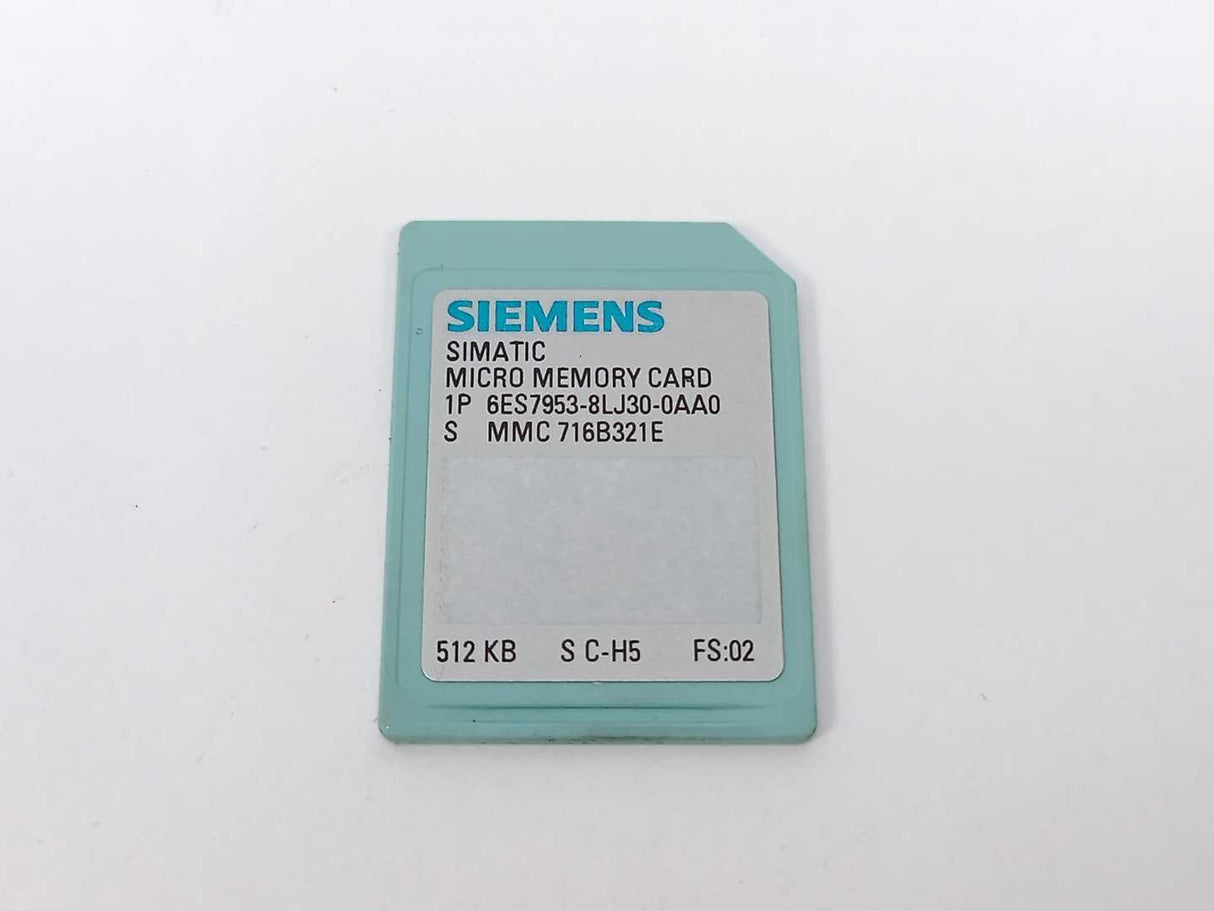 SIEMENS
SIMATIC
MICRO MEMORY CARD
1P 6ES7953-8LJ30-0AA0
S MMC 716B321E
512 KB S C-H5 FS:02